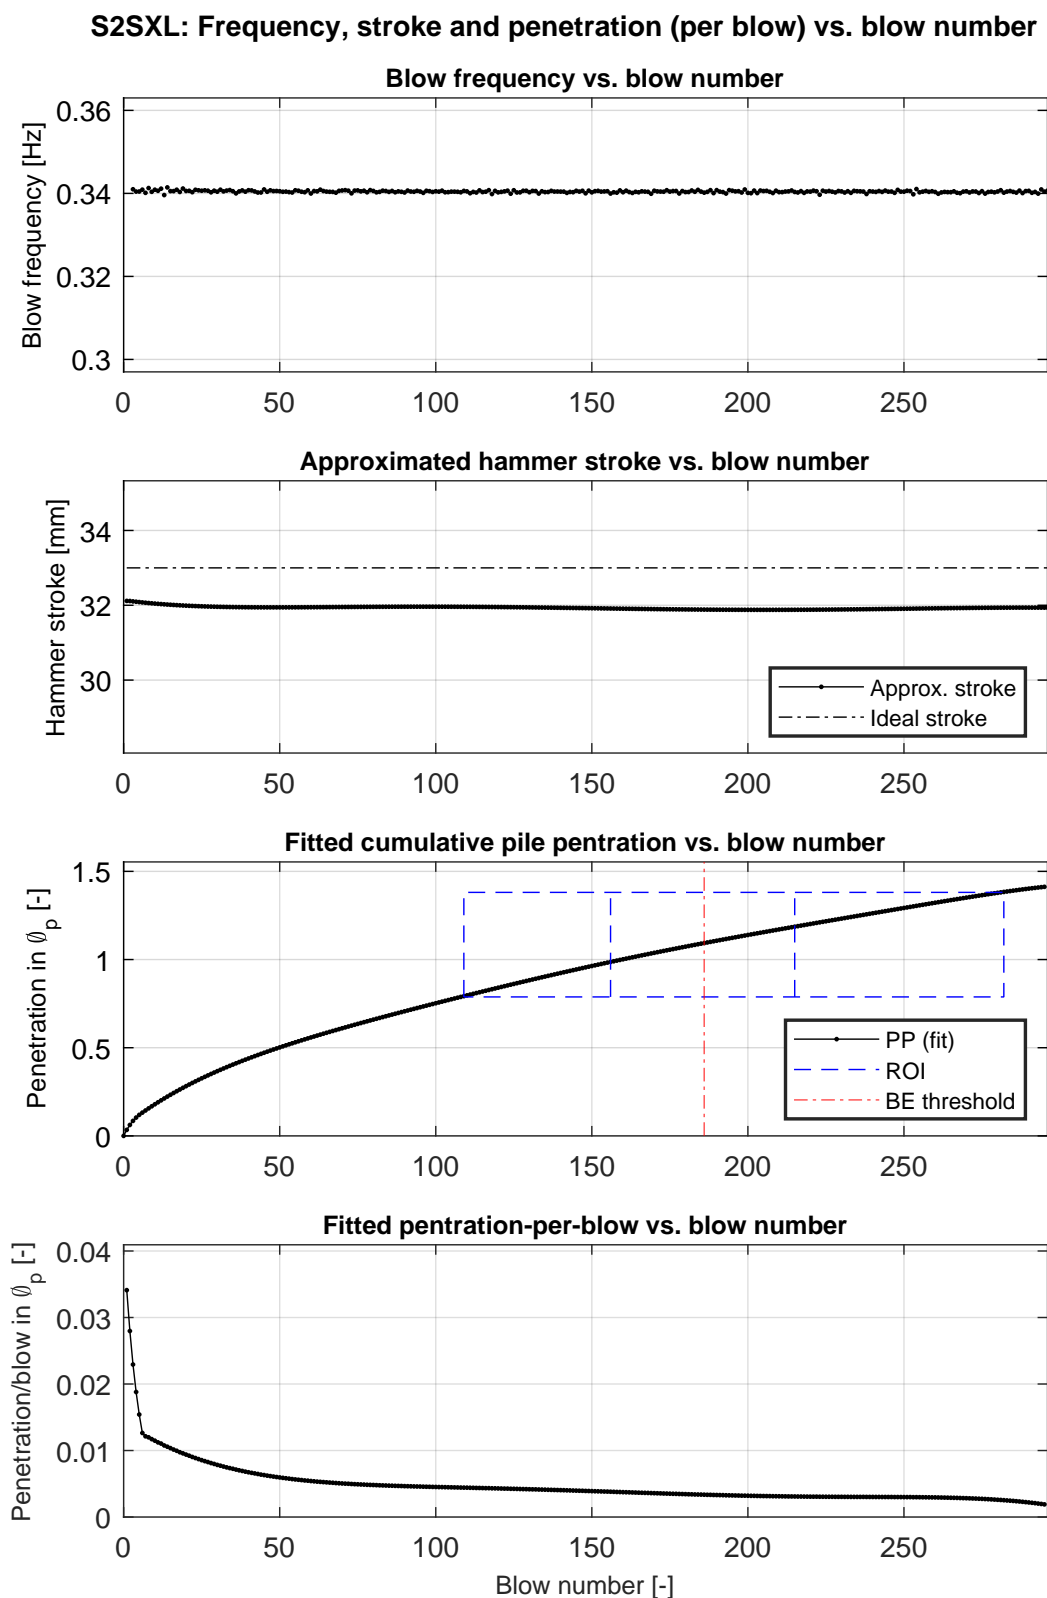 S2SXL: Frequency, stroke and penetration (per blow) vs. blow number
Blow frequency vs. blow number
Blow frequency [Hz]
0.36
0.34
0.32
0.3
0 50 100 150 200 250
Approximated hammer stroke vs. blow number
Hammer stroke [mm]
34
32
30
Approx. stroke
Ideal stroke
0 50 100 150 200 250
Fitted cumulative pile pentration vs. blow number
Penetration in ∅_p [-]
1.5
1
0.5
0
PP (fit)
ROI
BE threshold
0 50 100 150 200 250
Fitted pentration-per-blow vs. blow number
Penetration/blow in ∅_p [-]
0.04
0.03
0.02
0.01
0
0 50 100 150 200 250
Blow number [-]